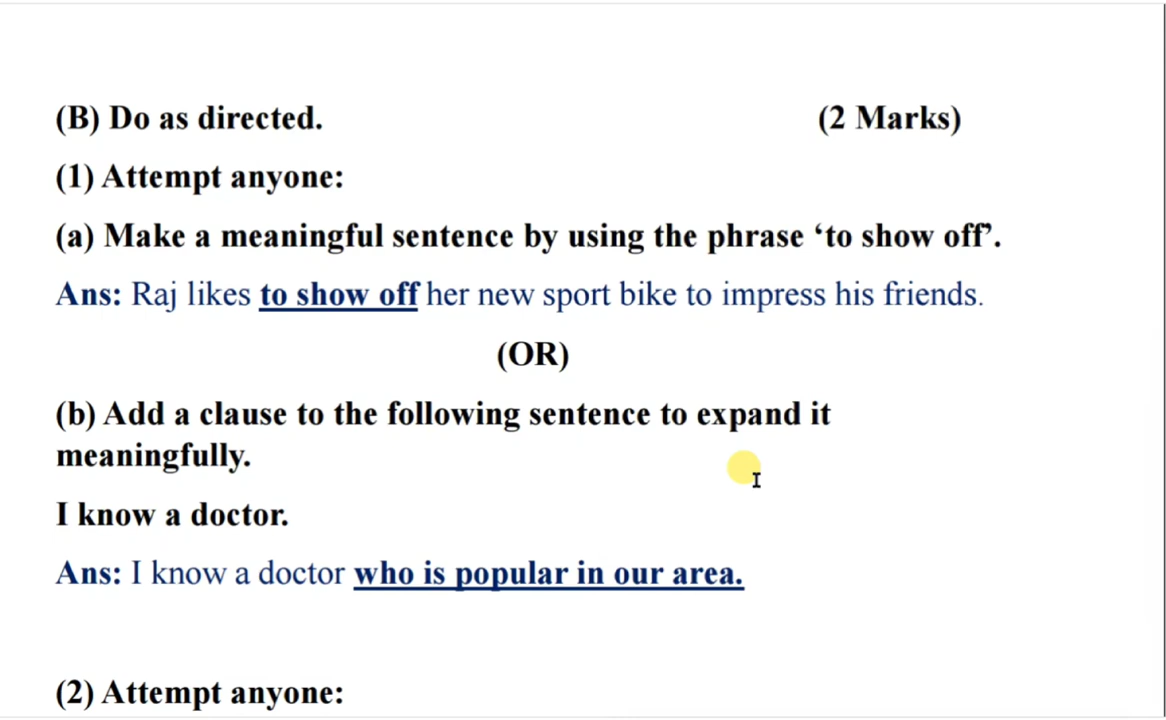 (B) Do as directed. (2 Marks)
(1) Attempt anyone:
(a) Make a meaningful sentence by using the phrase ‘to show off’.
Ans: Raj likes to show off her new sport bike to impress his friends.
(OR)
(b) Add a clause to the following sentence to expand it
meaningfully.
I know a doctor.
Ans: I know a doctor who is popular in our area.
(2) Attempt anyone: